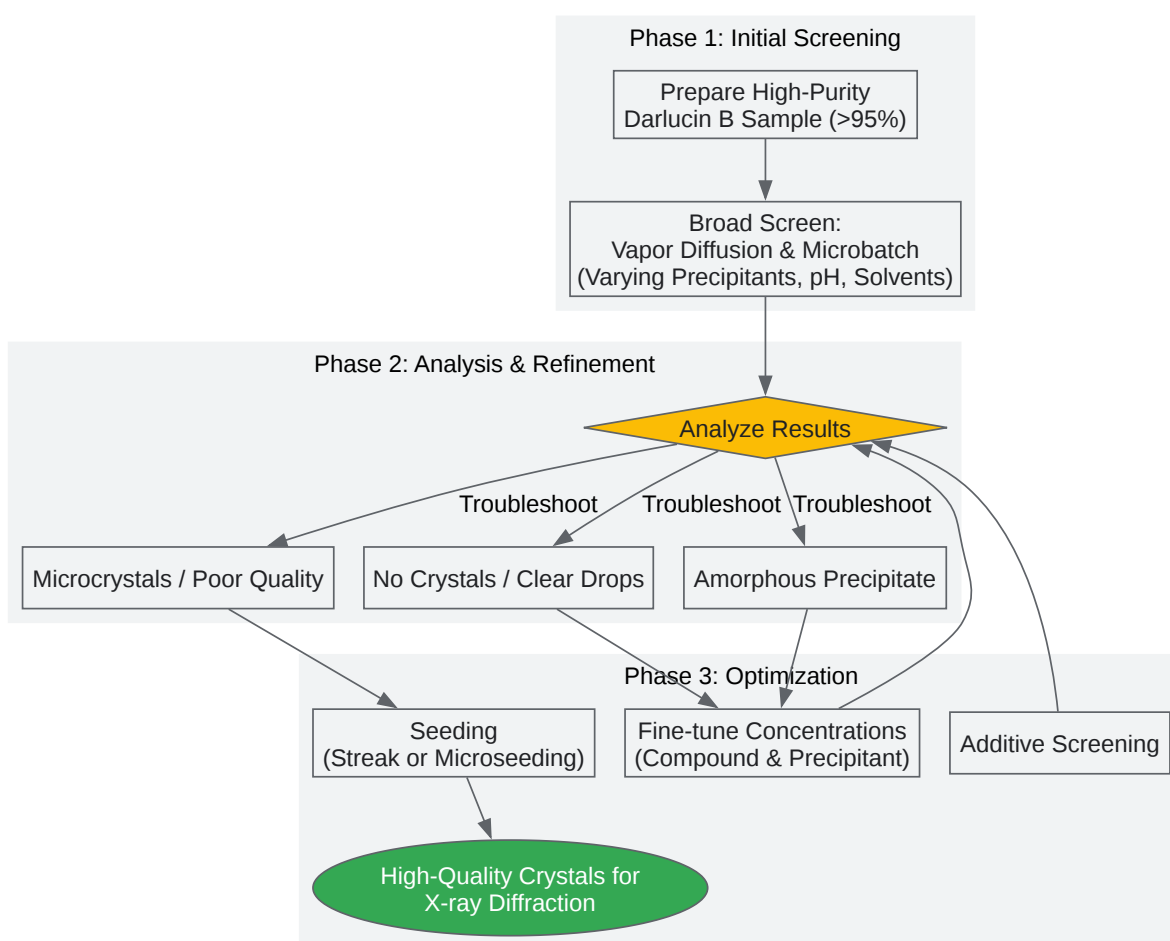 Phase 1: Initial Screening
Prepare High-Purity
Darlucin B Sample (>95%)
Broad Screen:
Vapor Diffusion & Microbatch
(Varying Precipitants, pH, Solvents)
Phase 2: Analysis & Refinement
Analyze Results
Troubleshoot
Troubleshoot
Troubleshoot
Microcrystals / Poor Quality
No Crystals / Clear Drops
Amorphous Precipitate
Phase 3: Optimization
Seeding
(Streak or Microseeding)
Fine-tune Concentrations
(Compound & Precipitant)
Additive Screening
High-Quality Crystals for
X-ray Diffraction